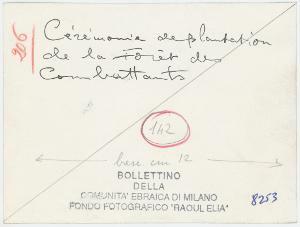 206
Cérémonie de plantation
de la Forêt des
Combattants
142
base cm 12
BOLLETTINO
DELLA
COMUNITA' EBRAICA DI MILANO
FONDO FOTOGRAFICO "RAOUL ELIA"
8253